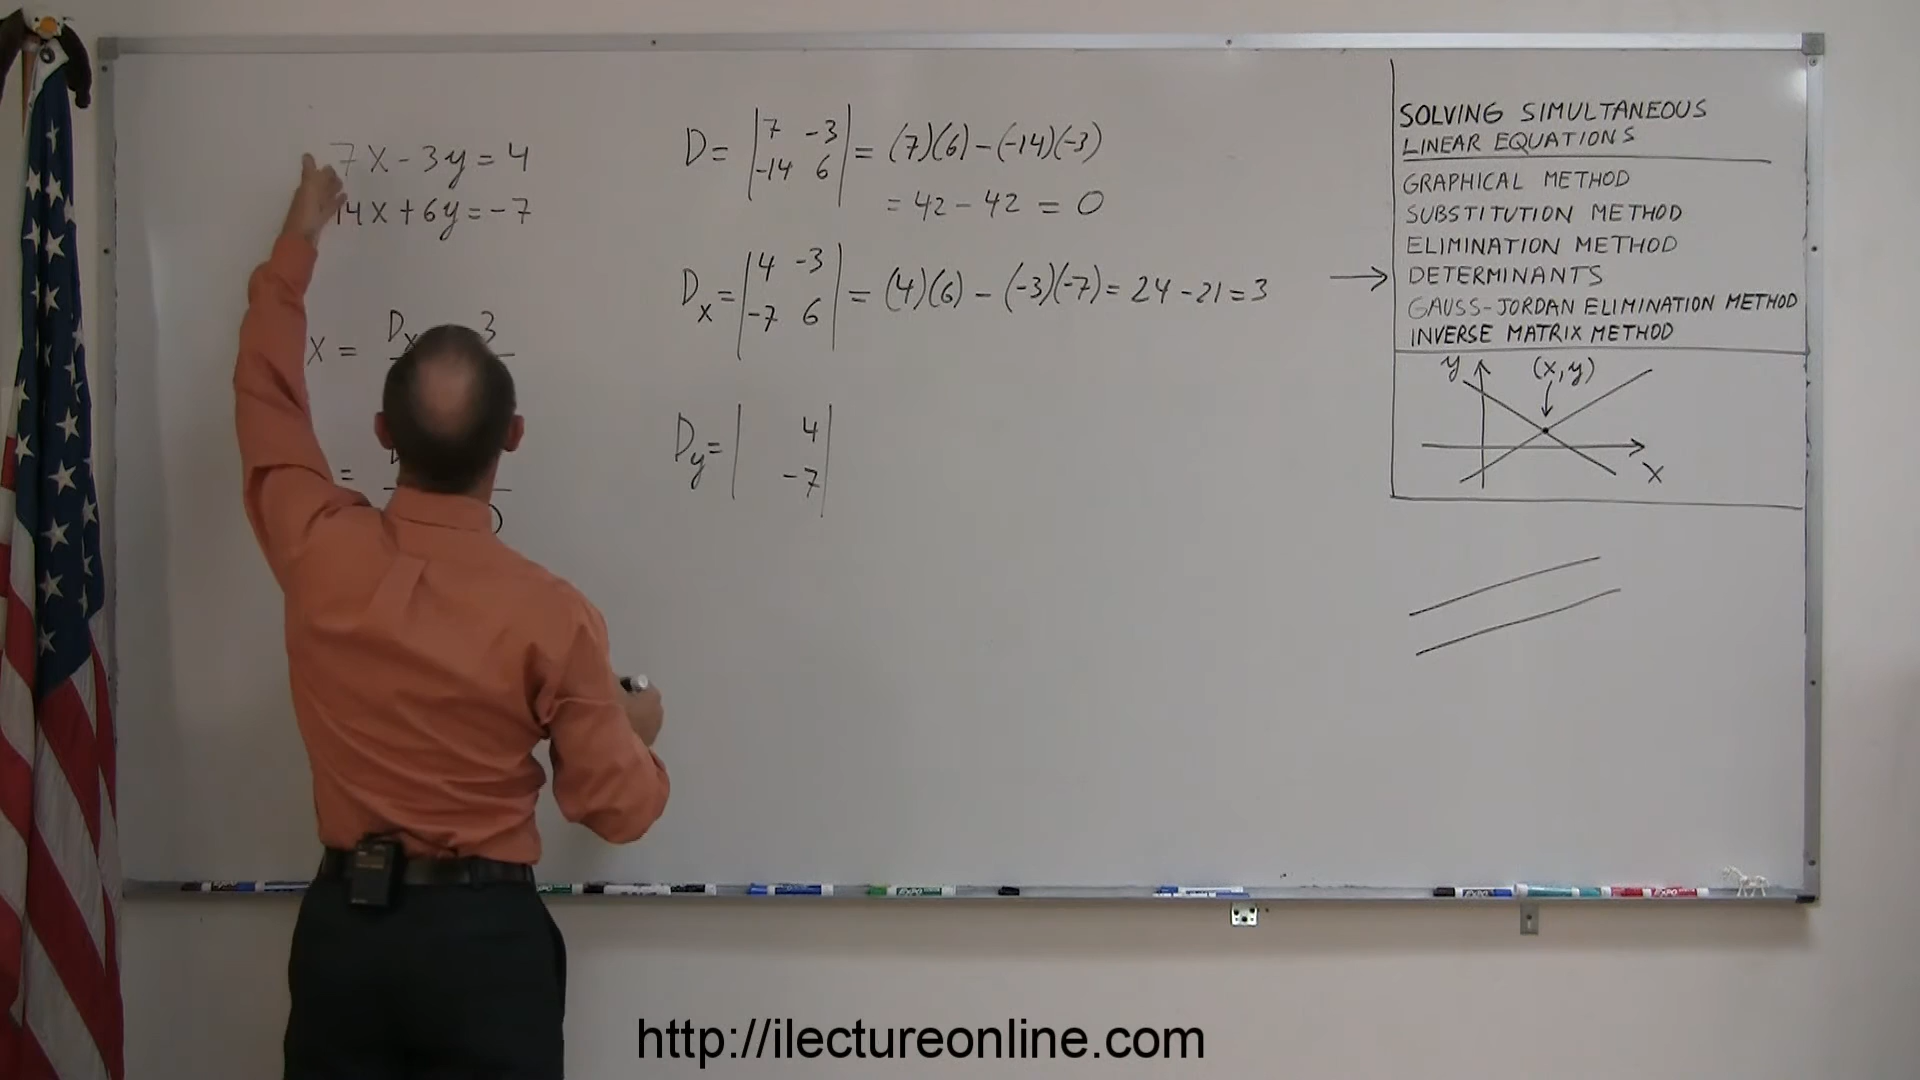 7x - 3y = 4
14x + 6y = -7
x = Dx 3
=
D = | 7 -3 | = (7)(6) - (-14)(-3)
| -14 6 |
= 42 - 42 = 0
Dx = | 4 -3 | = (4)(6) - (-3)(-7) = 24 - 21 = 3
| -7 6 |
Dy = | 4 |
| -7 |
SOLVING SIMULTANEOUS
LINEAR EQUATIONS
GRAPHICAL METHOD
SUBSTITUTION METHOD
ELIMINATION METHOD
→ DETERMINANTS
GAUSS-JORDAN ELIMINATION METHOD
INVERSE MATRIX METHOD
y (x,y)
x
EXPO
EXPO
http://ilectureonline.com